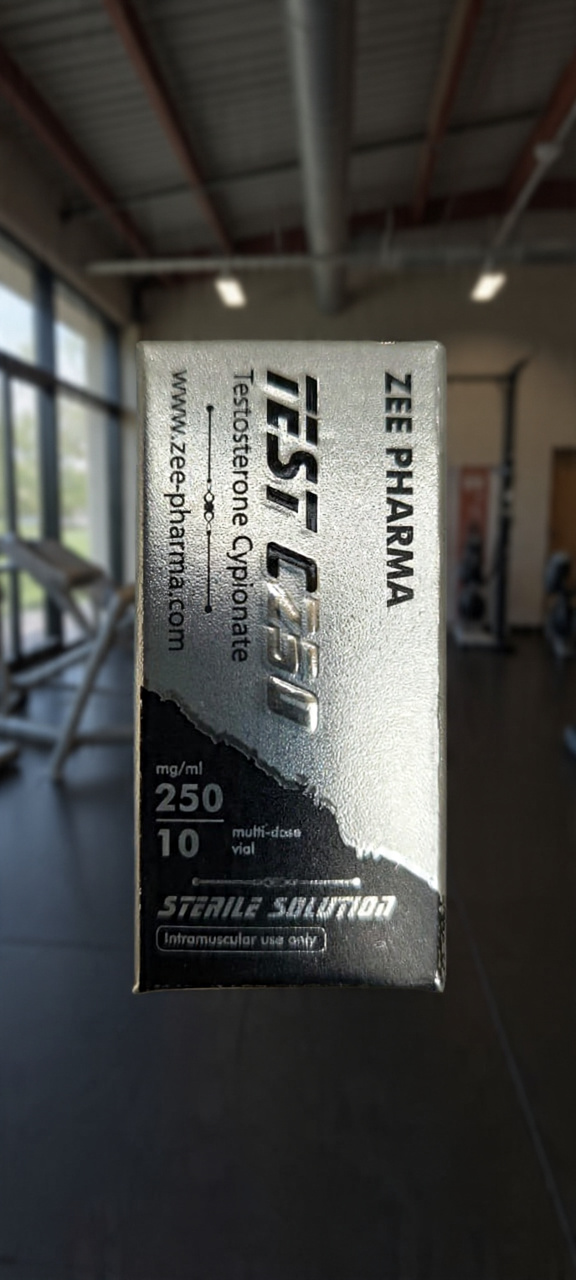 ZEE PHARMA
TEST C250
Testosterone Cypionate
www.zee-pharma.com
mg/ml
250
10
multi-dose
vial
STERILE SOLUTION
Intramuscular use only